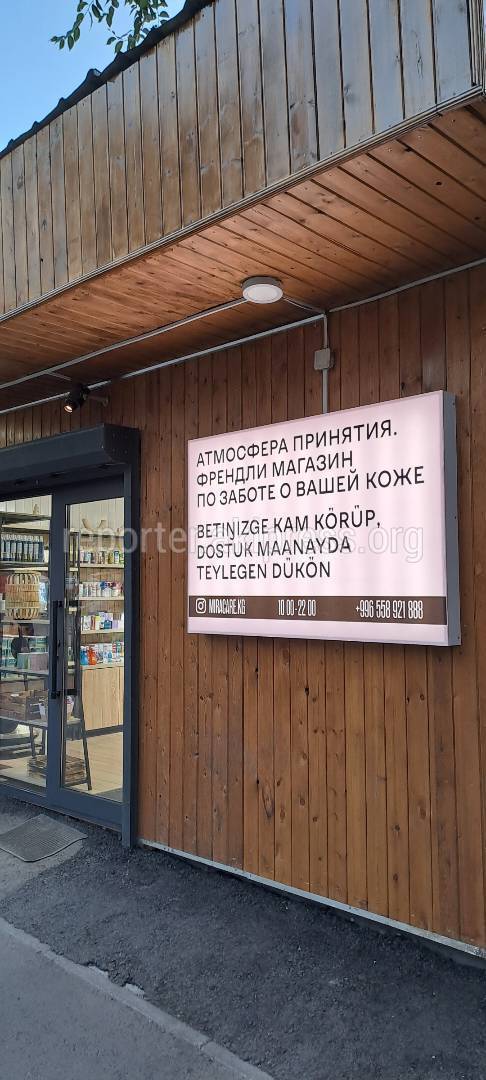 АТМОСФЕРА ПРИНЯТИЯ.
ФРЕНДЛИ МАГАЗИН
ПО ЗАБОТЕ О ВАШЕЙ КОЖЕ
BETINIZGE KAM KÖRÜP,
DOSTUK MAANAYDA
TEYLEGEN DÜKÖN
MIRACARE.KG 10 00-22 00 +996 558 921 888